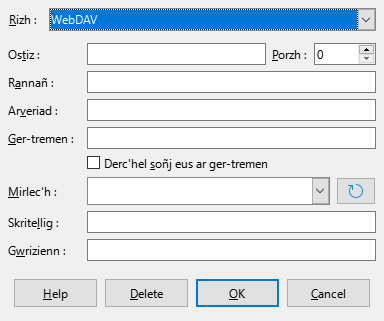 Rizh : WebDAV
Ostiz : Porzh : 0
Rannañ :
Arveriad :
Ger-tremen :
Derc'hel soñj eus ar ger-tremen
Mirlec'h :
Skritellig :
Gwrizienn :
Help Delete OK Cancel